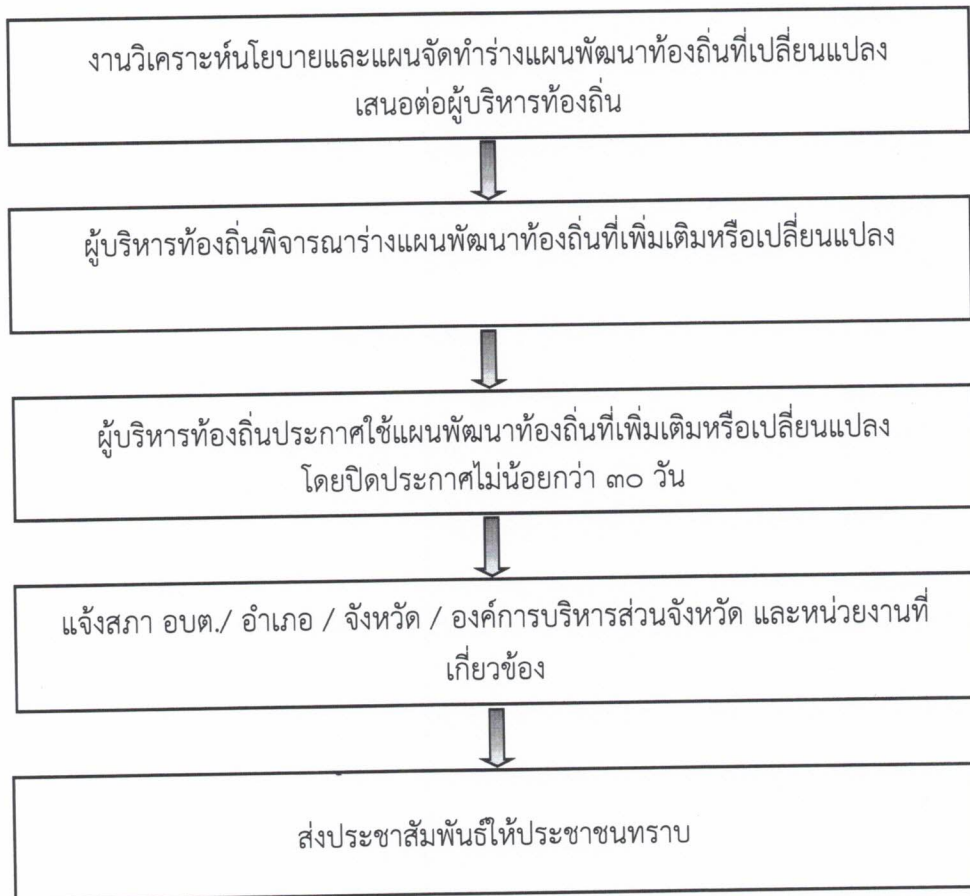 งานวิเคราะห์นโยบายและแผนจัดทำร่างแผนพัฒนาท้องถิ่นที่เปลี่ยนแปลง
เสนอต่อผู้บริหารท้องถิ่น
ผู้บริหารท้องถิ่นพิจารณาร่างแผนพัฒนาท้องถิ่นที่เพิ่มเติมหรือเปลี่ยนแปลง
ผู้บริหารท้องถิ่นประกาศใช้แผนพัฒนาท้องถิ่นที่เพิ่มเติมหรือเปลี่ยนแปลง
โดยปิดประกาศไม่น้อยกว่า ๓๐ วัน
แจ้งสภา อบต./ อำเภอ / จังหวัด / องค์การบริหารส่วนจังหวัด และหน่วยงานที่
เกี่ยวข้อง
ส่งประชาสัมพันธ์ให้ประชาชนทราบ